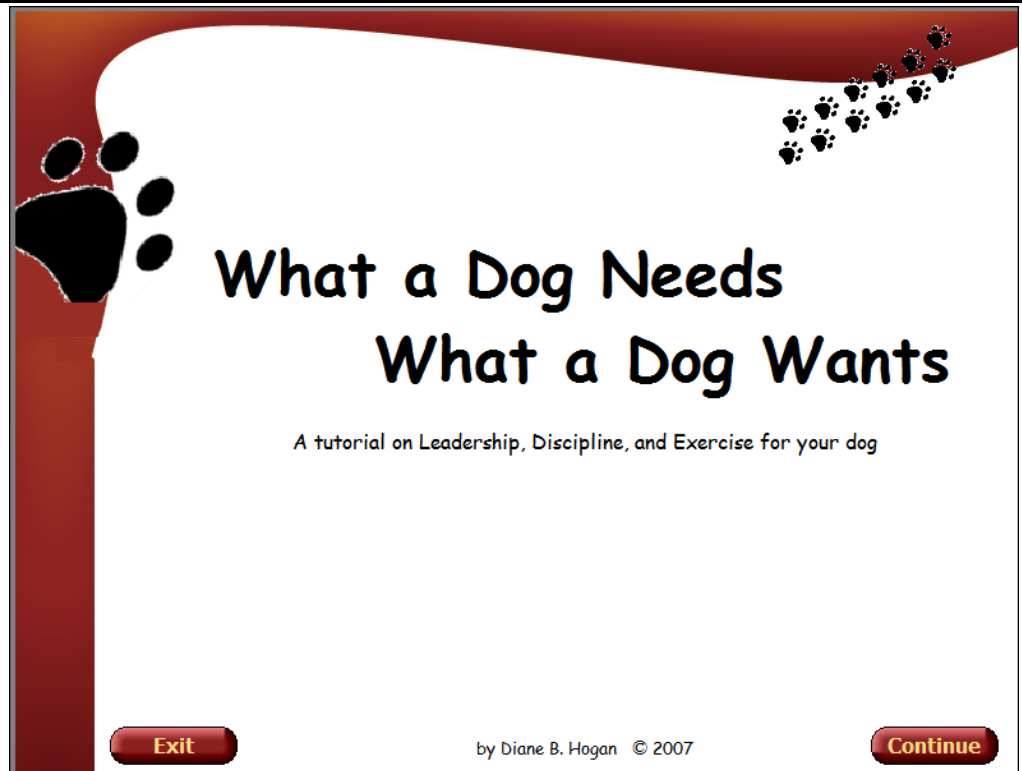 What a Dog Needs
What a Dog Wants
A tutorial on Leadership, Discipline, and Exercise for your dog
Exit
by Diane B. Hogan © 2007
Continue